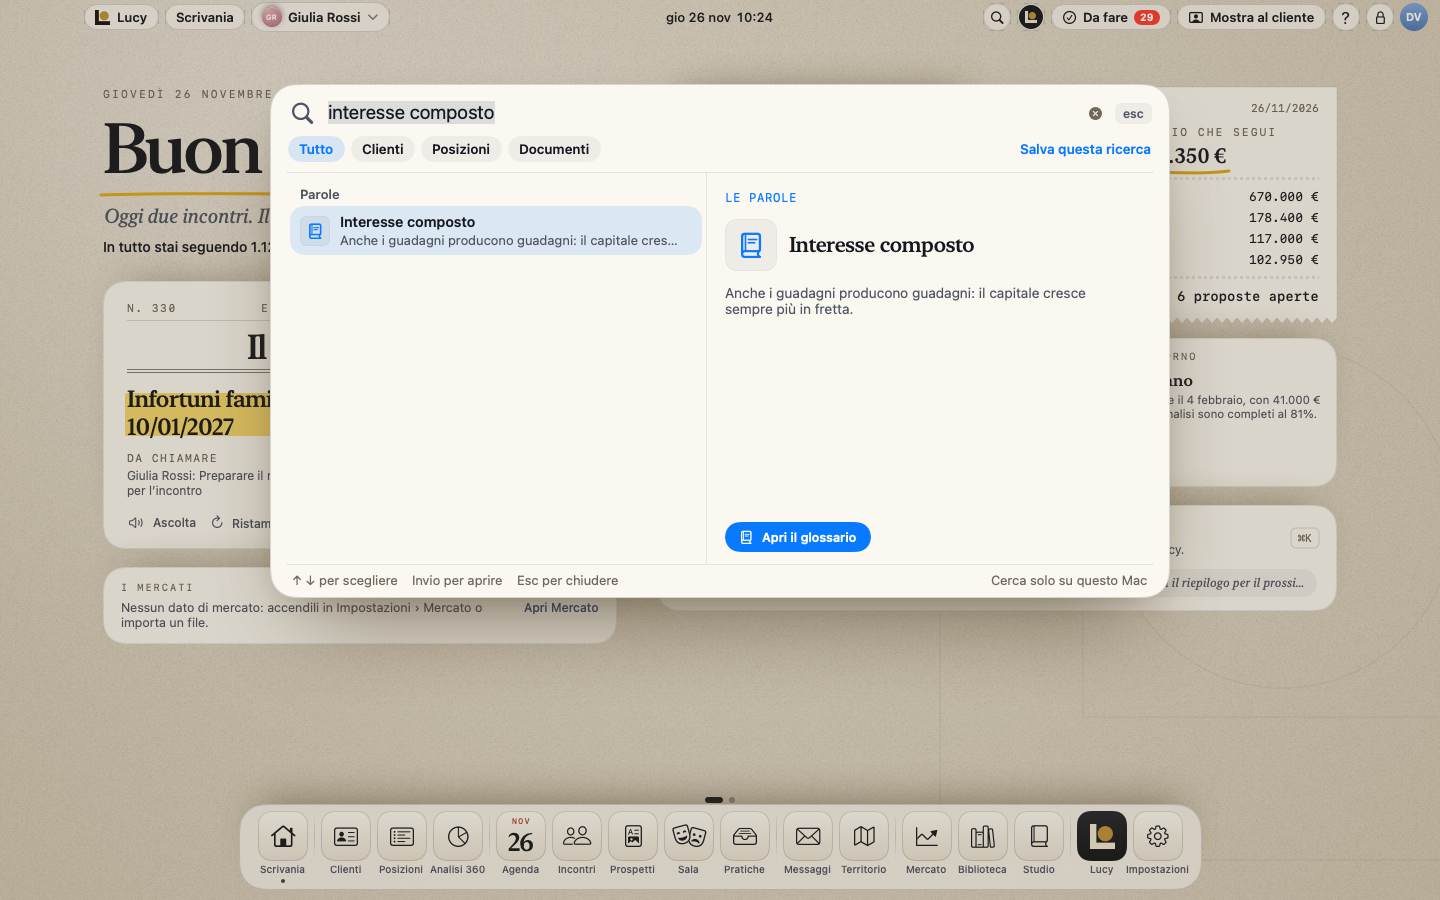 Lucy
Scrivania
GR
Giulia Rossi
gio 26 nov 10:24
Da fare 29
Mostra al cliente
?
DV
GIOVEDÌ 26 NOVEMBRE
Buon
Oggi due incontri. Il
In tutto stai seguendo 1.12
interesse composto
esc
Tutto
Clienti
Posizioni
Documenti
Salva questa ricerca
Parole
Interesse composto
Anche i guadagni producono guadagni: il capitale cres...
LE PAROLE
Interesse composto
Anche i guadagni producono guadagni: il capitale cresce
sempre più in fretta.
Apri il glossario
↑ ↓ per scegliere
Invio per aprire
Esc per chiudere
Cerca solo su questo Mac
26/11/2026
IO CHE SEGUI
.350 €
670.000 €
178.400 €
117.000 €
102.950 €
6 proposte aperte
N. 330
E
Il
Infortuni fami
10/01/2027
DA CHIAMARE
Giulia Rossi: Preparare il r
per l'incontro
Ascolta
Ristam
RNO
ano
e il 4 febbraio, con 41.000 €
nalisi sono completi al 81%.
cy.
⌘K
il riepilogo per il prossi...
I MERCATI
Nessun dato di mercato: accendili in Impostazioni › Mercato o
importa un file.
Apri Mercato
NOV
26
Scrivania
Clienti
Posizioni
Analisi 360
Agenda
Incontri
Prospetti
Sala
Pratiche
Messaggi
Territorio
Mercato
Biblioteca
Studio
Lucy
Impostazioni